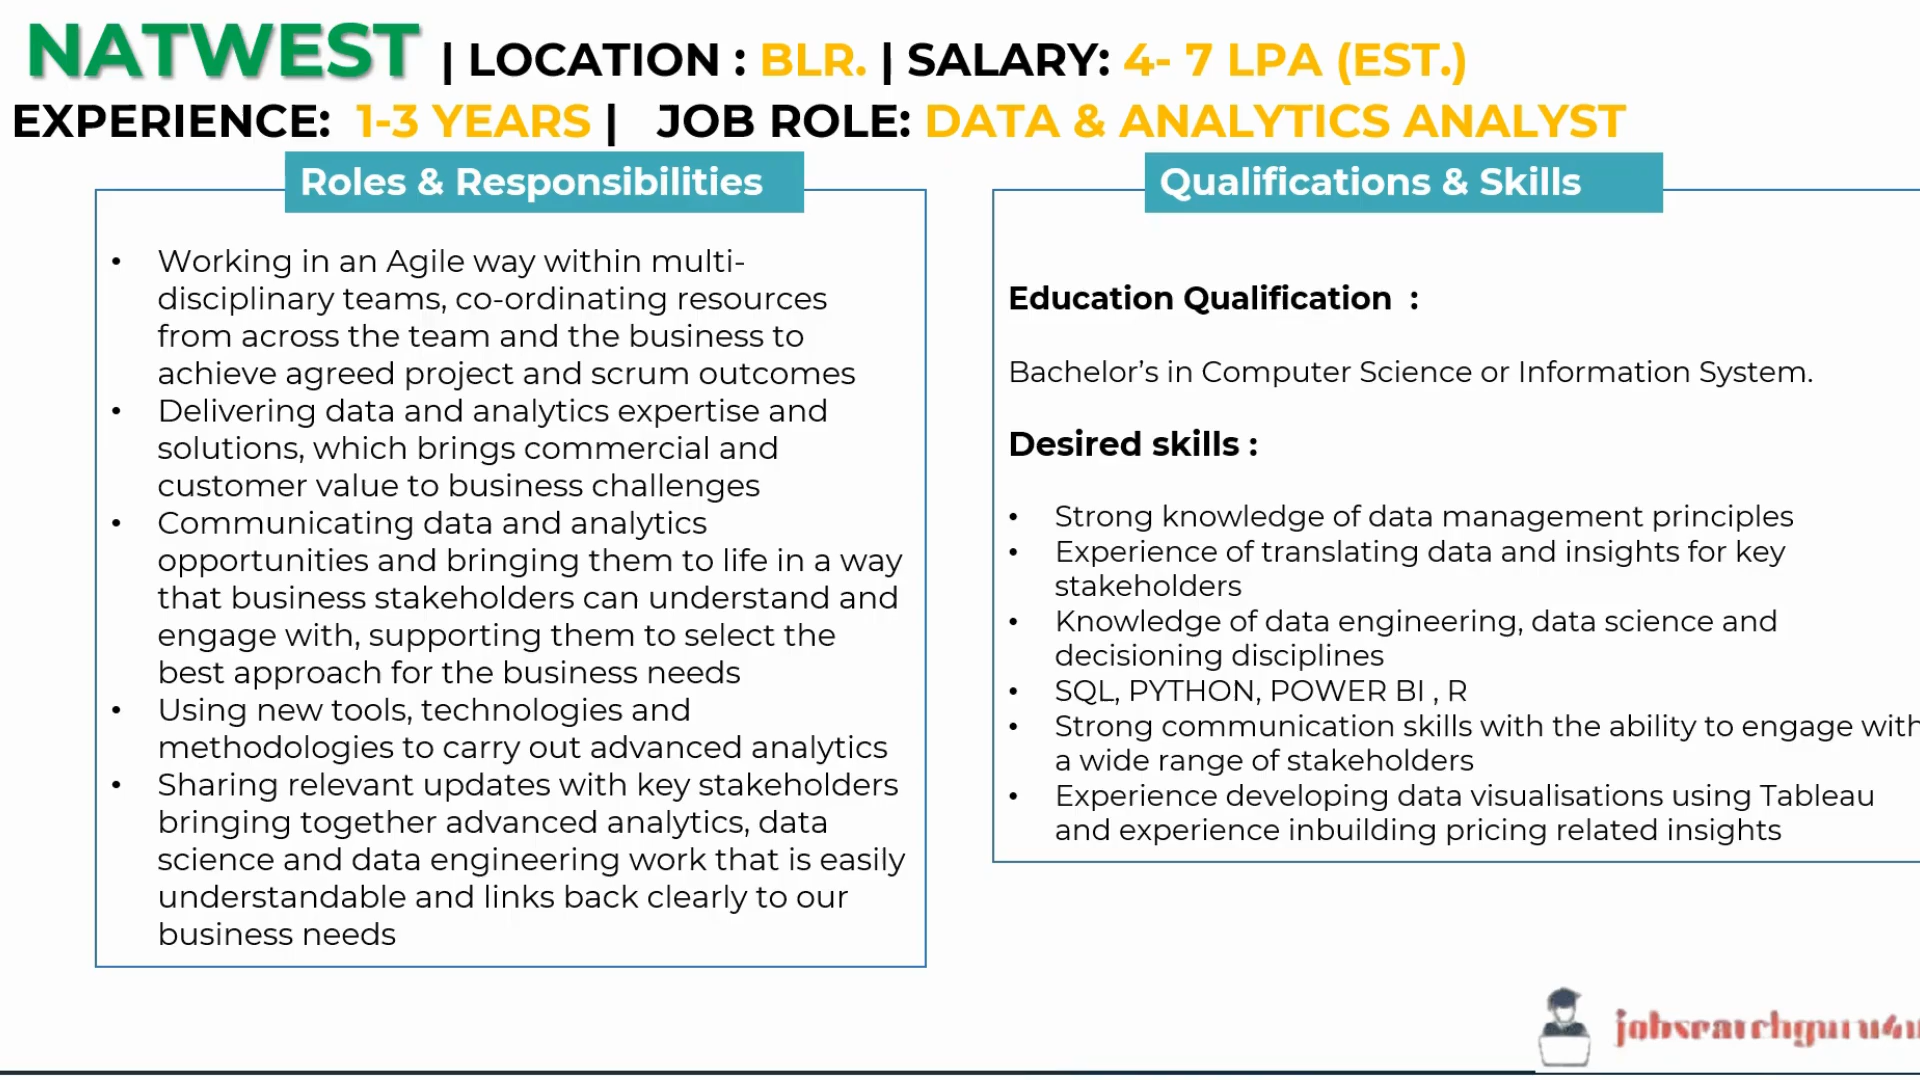 NATWEST | LOCATION : BLR. | SALARY: 4- 7 LPA (EST.)
EXPERIENCE: 1-3 YEARS | JOB ROLE: DATA & ANALYTICS ANALYST
Roles & Responsibilities
• Working in an Agile way within multi-
disciplinary teams, co-ordinating resources
from across the team and the business to
achieve agreed project and scrum outcomes
• Delivering data and analytics expertise and
solutions, which brings commercial and
customer value to business challenges
• Communicating data and analytics
opportunities and bringing them to life in a way
that business stakeholders can understand and
engage with, supporting them to select the
best approach for the business needs
• Using new tools, technologies and
methodologies to carry out advanced analytics
• Sharing relevant updates with key stakeholders
bringing together advanced analytics, data
science and data engineering work that is easily
understandable and links back clearly to our
business needs
Qualifications & Skills
Education Qualification :
Bachelor’s in Computer Science or Information System.
Desired skills :
• Strong knowledge of data management principles
• Experience of translating data and insights for key
stakeholders
• Knowledge of data engineering, data science and
decisioning disciplines
• SQL, PYTHON, POWER BI , R
• Strong communication skills with the ability to engage with
a wide range of stakeholders
• Experience developing data visualisations using Tableau
and experience inbuilding pricing related insights